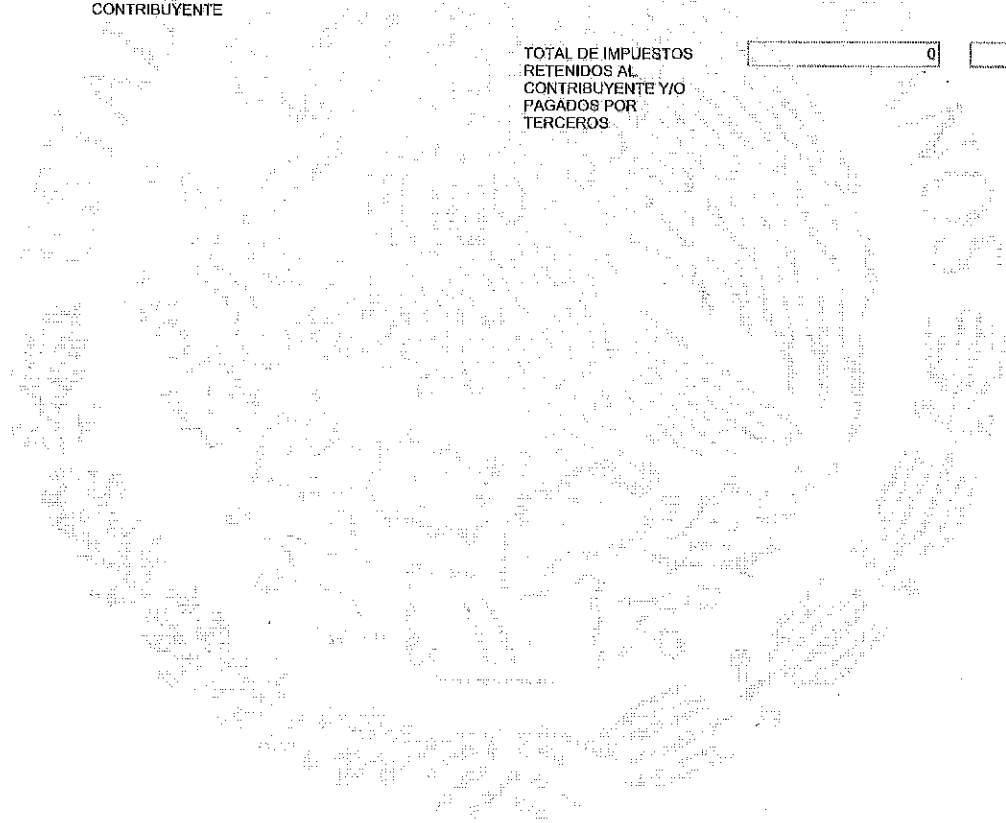 CONTRIBUYENTE
TOTAL DE IMPUESTOS 0
RETENIDOS AL
CONTRIBUYENTE Y/O
PAGADOS POR
TERCEROS